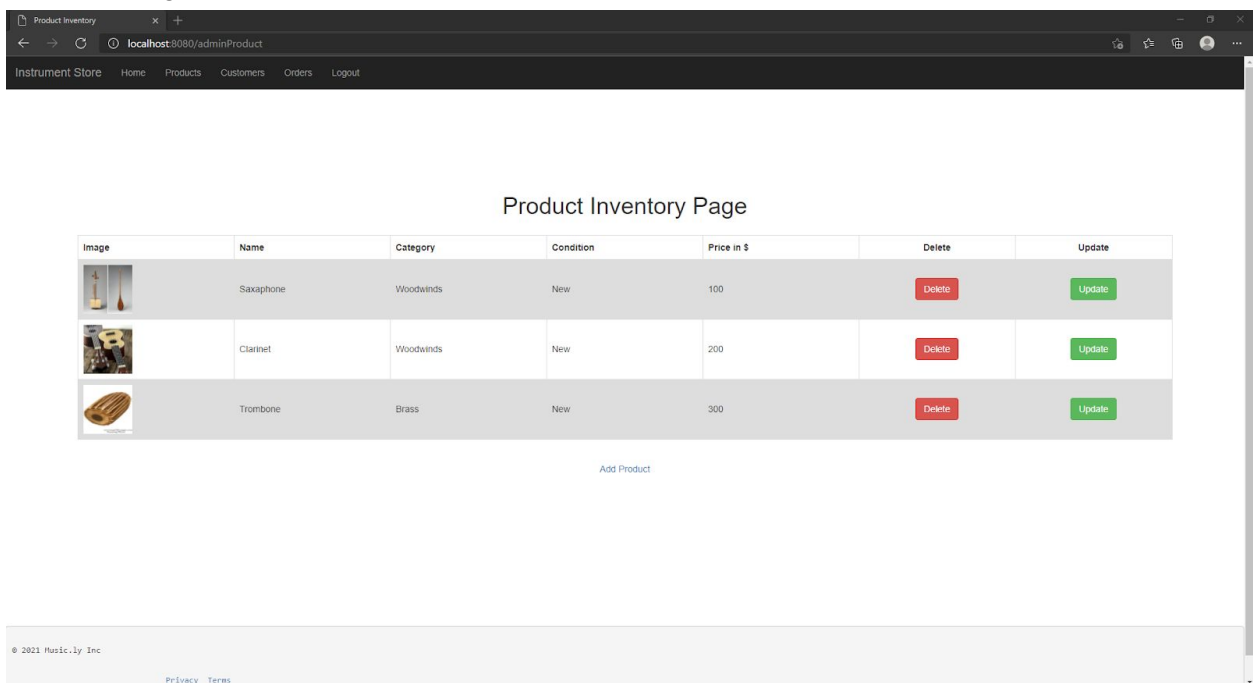 Product Inventory
localhost:8080/adminProduct
Instrument Store Home Products Customers Orders Logout
Product Inventory Page
Image Name Category Condition Price in $ Delete Update
Saxaphone Woodwinds New 100 Delete Update
Clarinet Woodwinds New 200 Delete Update
Trombone Brass New 300 Delete Update
Add Product
© 2021 Music.ly Inc
Privacy Terms